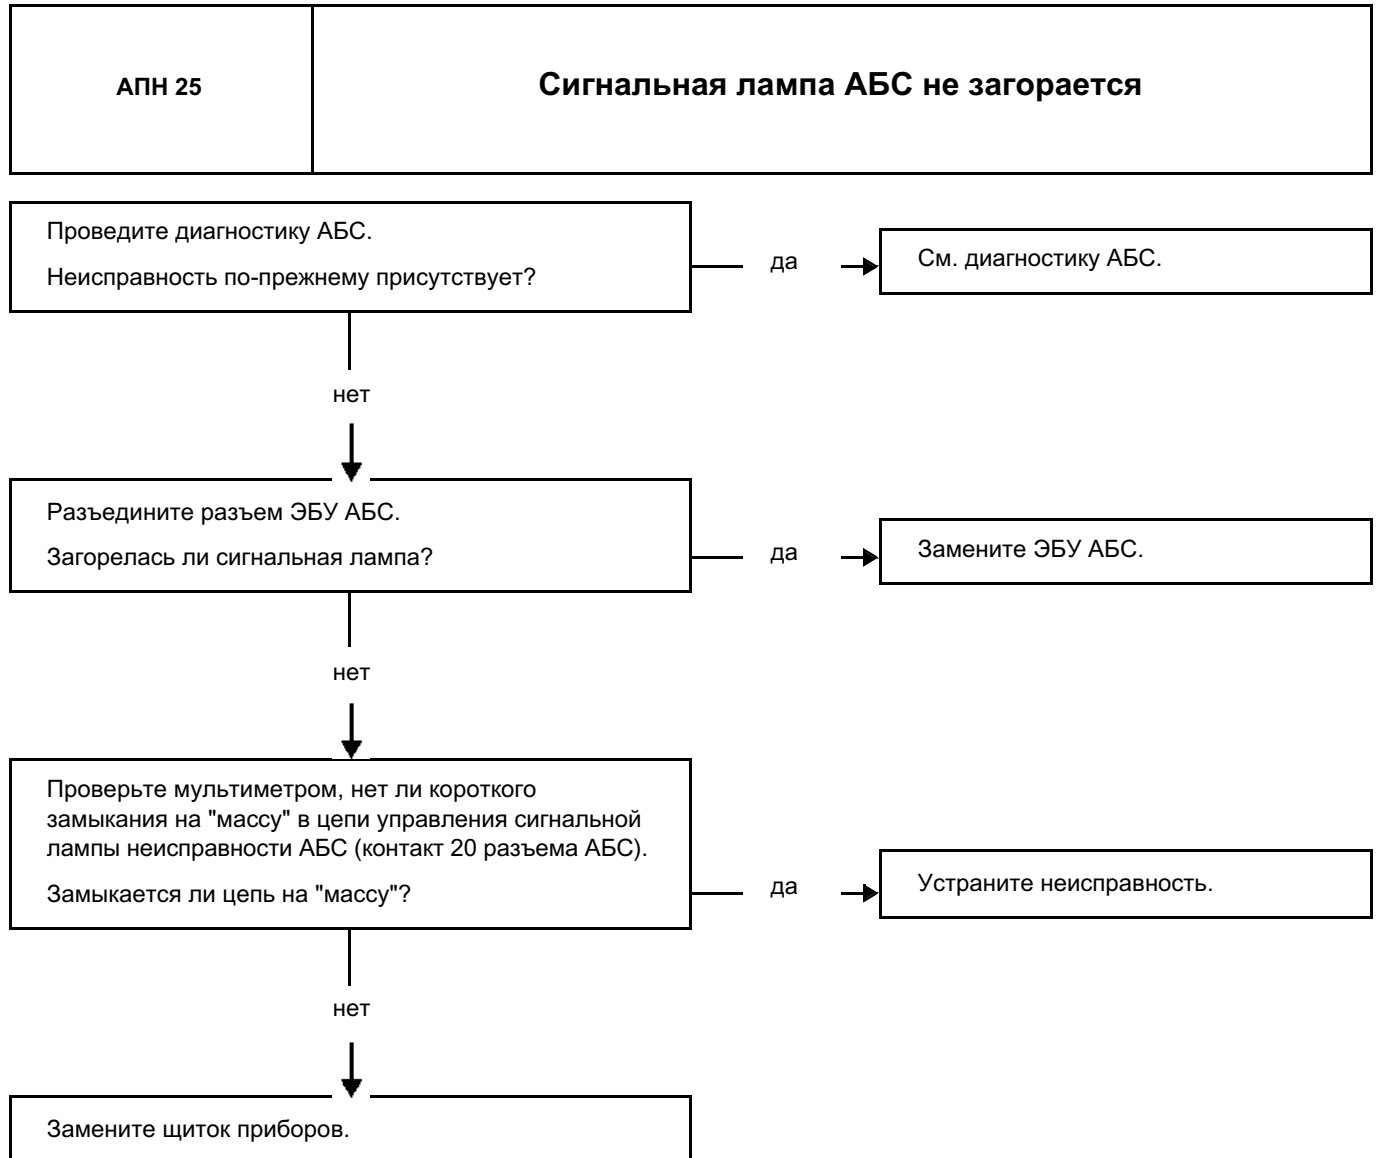 АПН 25
Сигнальная лампа АБС не загорается
Проведите диагностику АБС.
Неисправность по-прежнему присутствует?
да
См. диагностику АБС.
нет
Разъедините разъем ЭБУ АБС.
Загорелась ли сигнальная лампа?
да
Замените ЭБУ АБС.
нет
Проверьте мультиметром, нет ли короткого
замыкания на "массу" в цепи управления сигнальной
лампы неисправности АБС (контакт 20 разъема АБС).
Замыкается ли цепь на "массу"?
да
Устраните неисправность.
нет
Замените щиток приборов.